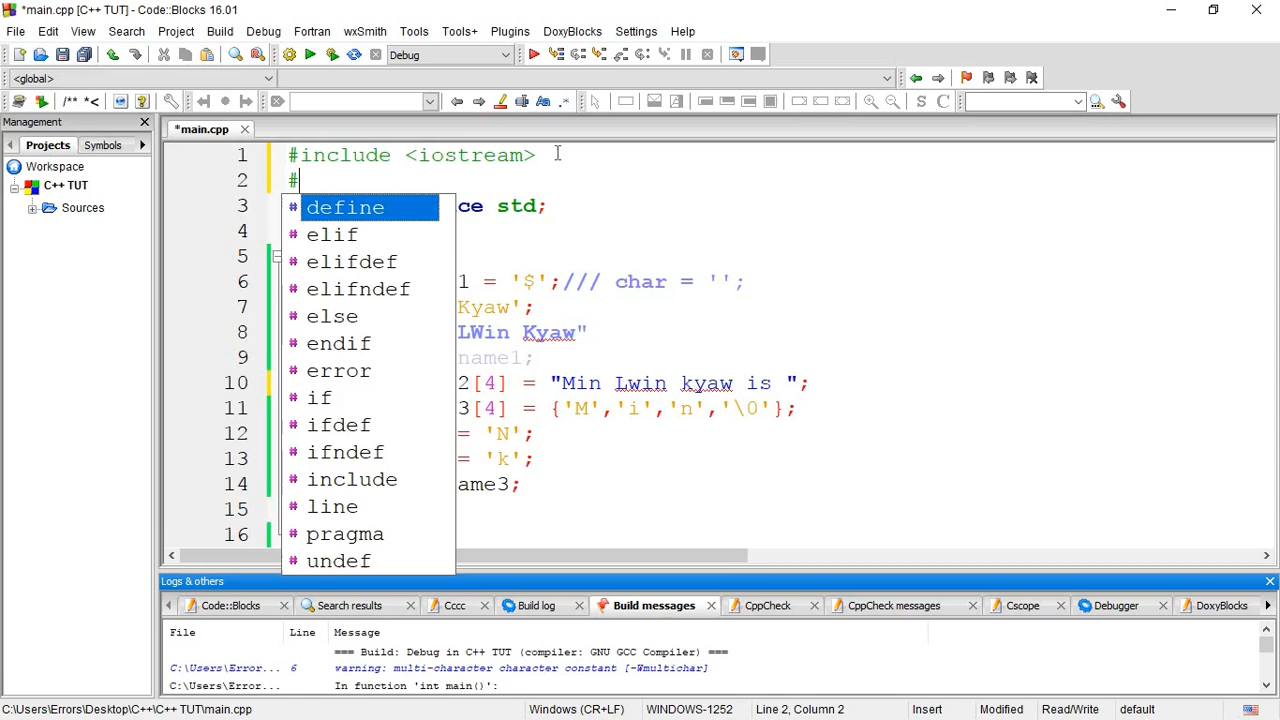 *main.cpp [C++ TUT] - Code::Blocks 16.01
File Edit View Search Project Build Debug Fortran wxSmith Tools Tools+ Plugins DoxyBlocks Settings Help
Debug
<global>
/** *< Aa .* S C
Management
Projects Symbols
Workspace
C++ TUT
Sources
*main.cpp
1 #include <iostream>
2 #
3 ce std;
4
5
6 1 = '$';/// char = '';
7 Kyaw';
8 LWin Kyaw"
9 name1;
10 2[4] = "Min Lwin kyaw is ";
11 3[4] = {'M','i','n','\0'};
12 = 'N';
13 = 'k';
14 ame3;
15
16
# define
# elif
# elifdef
# elifndef
# else
# endif
# error
# if
# ifdef
# ifndef
# include
# line
# pragma
# undef
Logs & others
Code::Blocks Search results Cccc Build log Build messages CppCheck CppCheck messages Cscope Debugger DoxyBlocks
File Line Message
=== Build: Debug in C++ TUT (compiler: GNU GCC Compiler) ===
C:\Users\Error... 6 warning: multi-character character constant [-Wmultichar]
C:\Users\Error... In function 'int main()':
C:\Users\Errors\Desktop\C++\C++ TUT\main.cpp Windows (CR+LF) WINDOWS-1252 Line 2, Column 2 Insert Modified Read/Write default